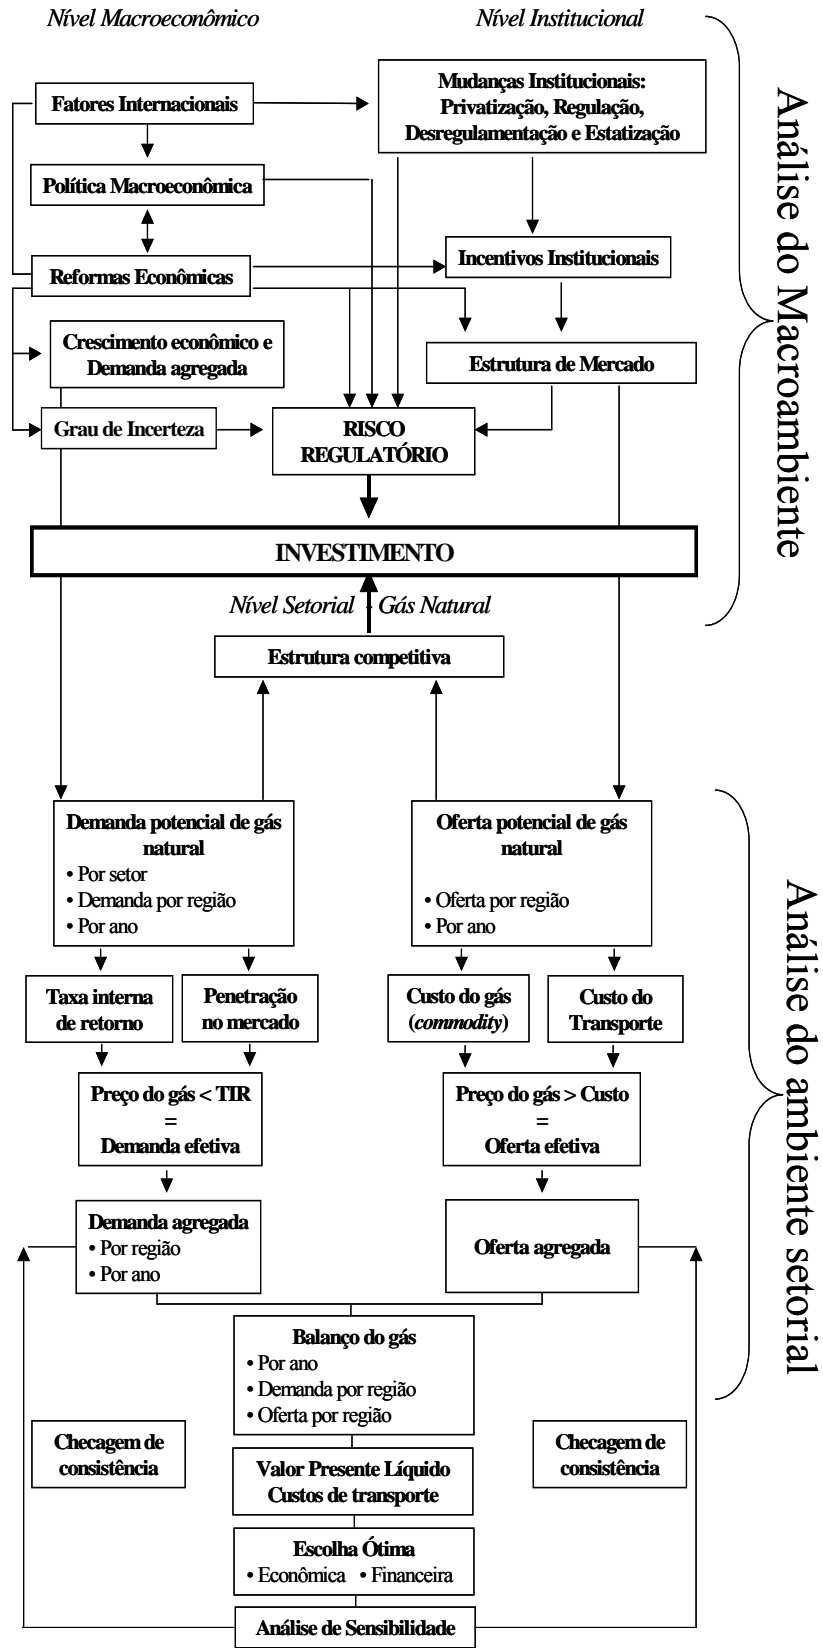 Nível Macroeconômico
Nível Institucional
Fatores Internacionais
Mudanças Institucionais:
Privatização, Regulação,
Desregulamentação e Estatização
Política Macroeconômica
Reformas Econômicas
Incentivos Institucionais
Crescimento econômico e
Demanda agregada
Estrutura de Mercado
Grau de Incerteza
RISCO
REGULATÓRIO
INVESTIMENTO
Análise do Macroambiente
Nível Setorial - Gás Natural
Estrutura competitiva
Demanda potencial de gás
natural
• Por setor
• Demanda por região
• Por ano
Oferta potencial de gás
natural
• Oferta por região
• Por ano
Taxa interna
de retorno
Penetração
no mercado
Custo do gás
(commodity)
Custo do
Transporte
Preço do gás < TIR
=
Demanda efetiva
Preço do gás > Custo
=
Oferta efetiva
Demanda agregada
• Por região
• Por ano
Oferta agregada
Análise do ambiente setorial
Balanço do gás
• Por ano
• Demanda por região
• Oferta por região
Checagem de
consistência
Checagem de
consistência
Valor Presente Líquido
Custos de transporte
Escolha Ótima
• Econômica • Financeira
Análise de Sensibilidade